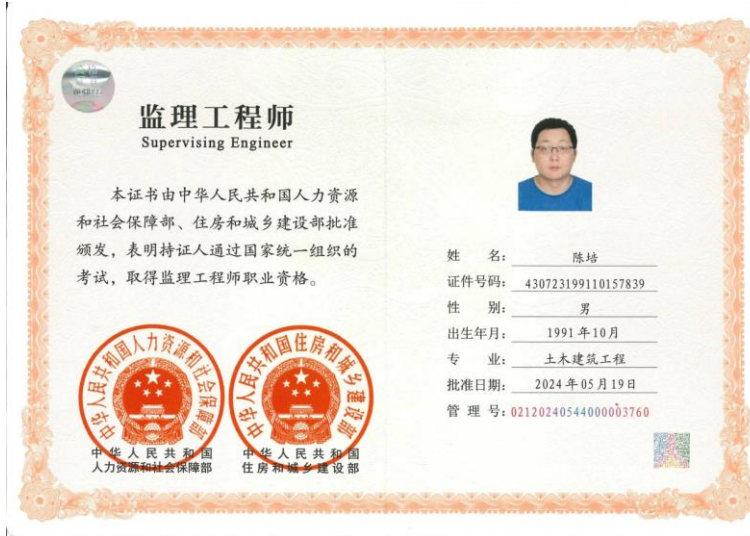 监理工程师
Supervising Engineer
本证书由中华人民共和国人力资源
和社会保障部、住房和城乡建设部批准
颁发，表明持证人通过国家统一组织的
考试，取得监理工程师职业资格。
中华人民共和国人力资源和社会保障部
中华人民共和国住房和城乡建设部
中华人民共和国
人力资源和社会保障部
中华人民共和国
住房和城乡建设部
姓 名：陈培
证件号码：430723199110157839
性 别：男
出生年月：1991年10月
专 业：土木建筑工程
批准日期：2024年05月19日
管 理 号：02120240544000003760